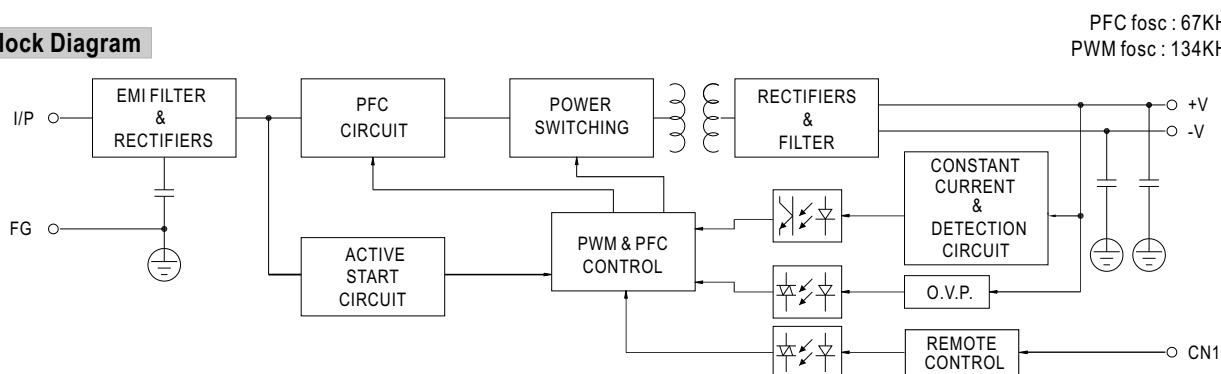 PFC fosc : 67KH
PWM fosc : 134KH
lock Diagram
I/P
EMI FILTER
&
RECTIFIERS
PFC
CIRCUIT
POWER
SWITCHING
RECTIFIERS
&
FILTER
+V
-V
FG
ACTIVE
START
CIRCUIT
PWM & PFC
CONTROL
CONSTANT
CURRENT
&
DETECTION
CIRCUIT
O.V.P.
REMOTE
CONTROL
CN1